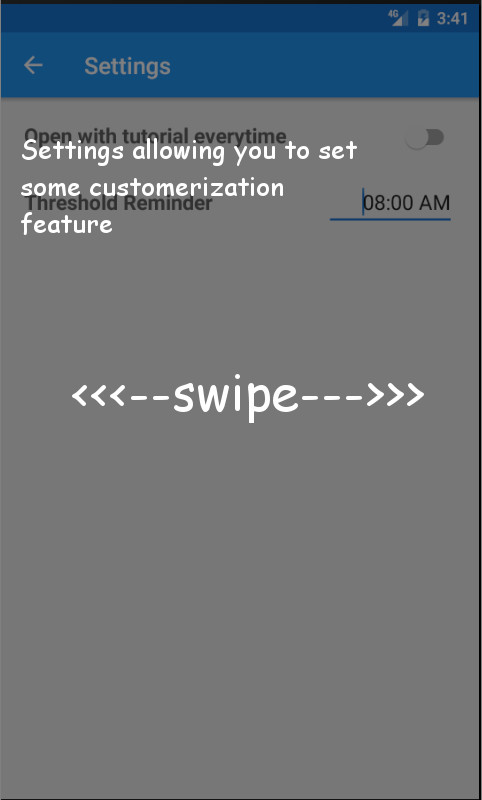 4G 3:41
Settings
Open with tutorial everytime
Settings allowing you to set
some customerization
Threshold Reminder 08:00 AM
feature
<<<--swipe--->>>